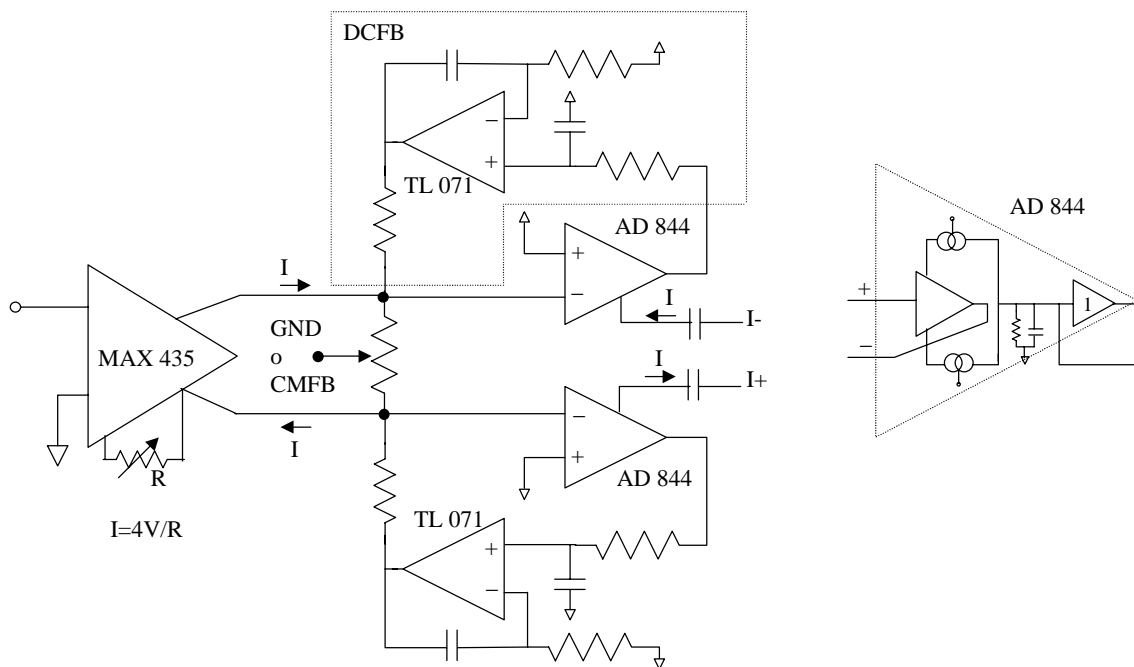 DCFB
−
+
TL 071
AD 844
+
−
I
I
I-
MAX 435
GND
o
CMFB
I
I+
I
−
+
AD 844
R
I=4V/R
TL 071
+
−
AD 844
+
−
1